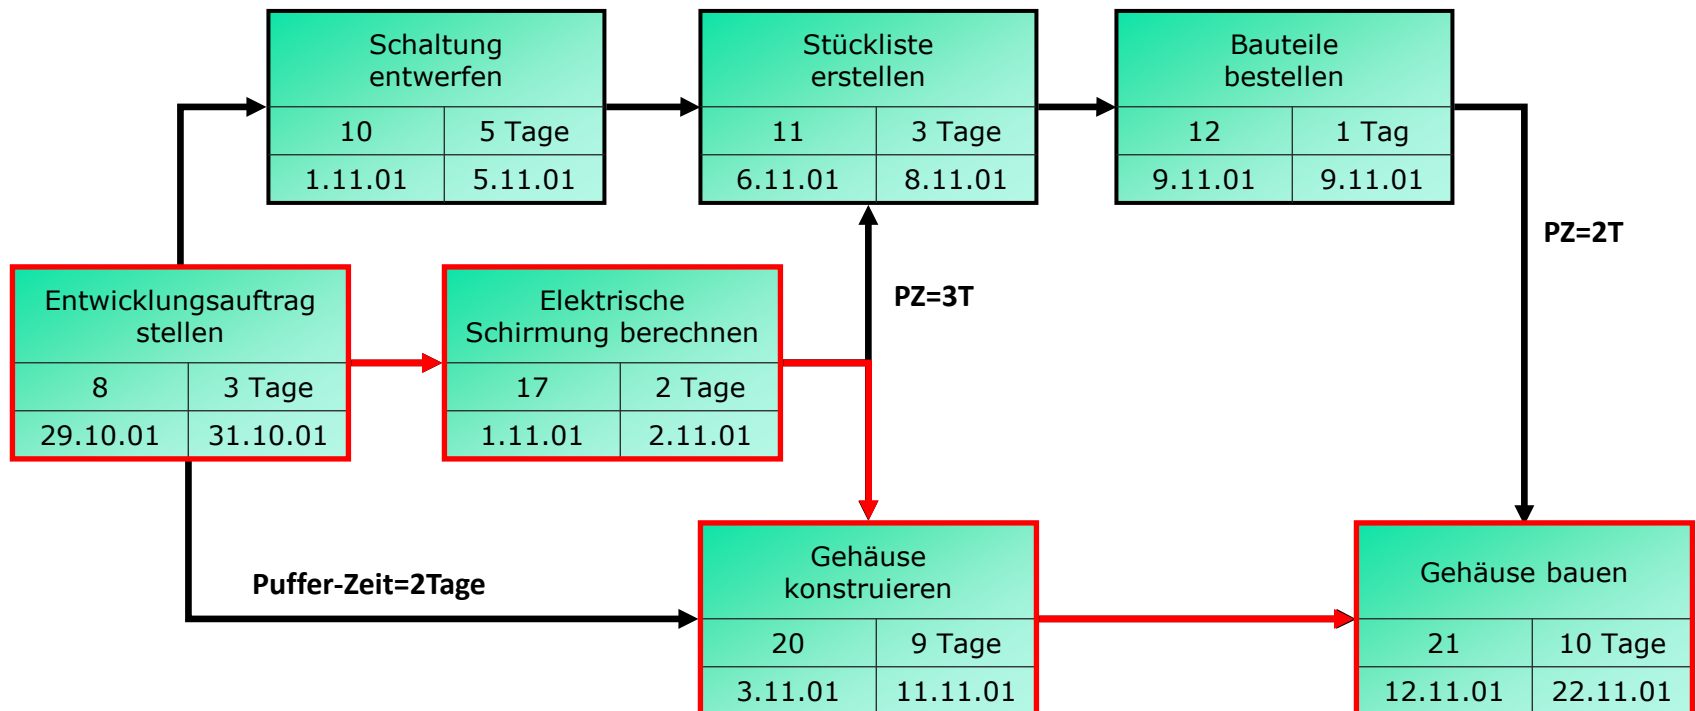 Schaltung
entwerfen
10 5 Tage
1.11.01 5.11.01
Stückliste
erstellen
11 3 Tage
6.11.01 8.11.01
Bauteile
bestellen
12 1 Tag
9.11.01 9.11.01
PZ=2T
Entwicklungsauftrag
stellen
8 3 Tage
29.10.01 31.10.01
Elektrische
Schirmung berechnen
17 2 Tage
1.11.01 2.11.01
PZ=3T
Puffer-Zeit=2Tage
Gehäuse
konstruieren
20 9 Tage
3.11.01 11.11.01
Gehäuse bauen
21 10 Tage
12.11.01 22.11.01